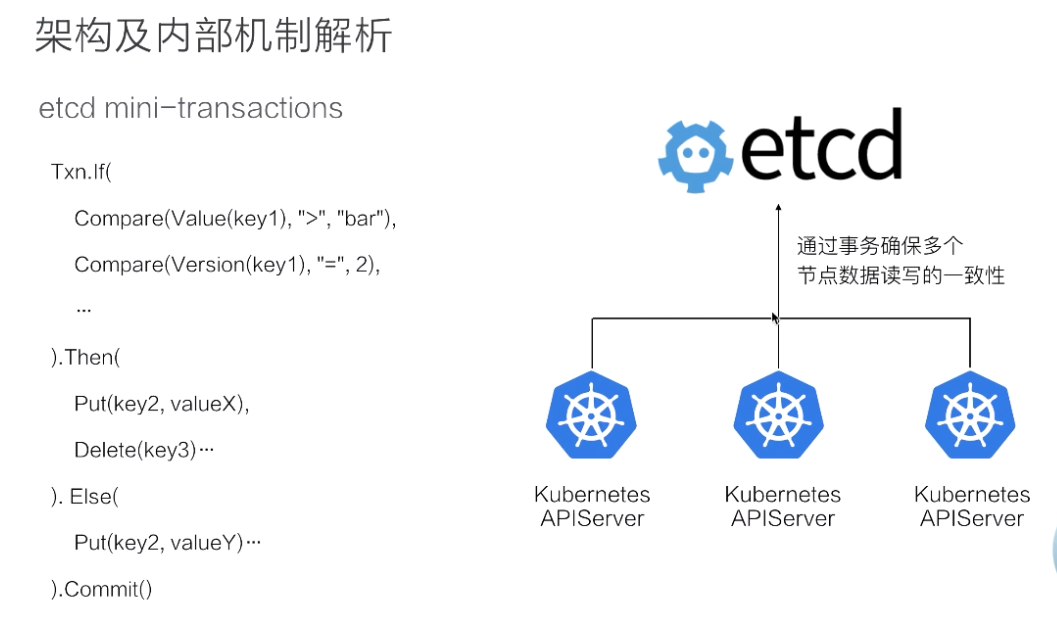 架构及内部机制解析
etcd mini-transactions
Txn.If(
Compare(Value(key1), ">", "bar"),
Compare(Version(key1), "=", 2),
...
).Then(
Put(key2, valueX),
Delete(key3)···
). Else(
Put(key2, valueY)···
).Commit()
etcd
通过事务确保多个
节点数据读写的一致性
Kubernetes
APIServer
Kubernetes
APIServer
Kubernetes
APIServer